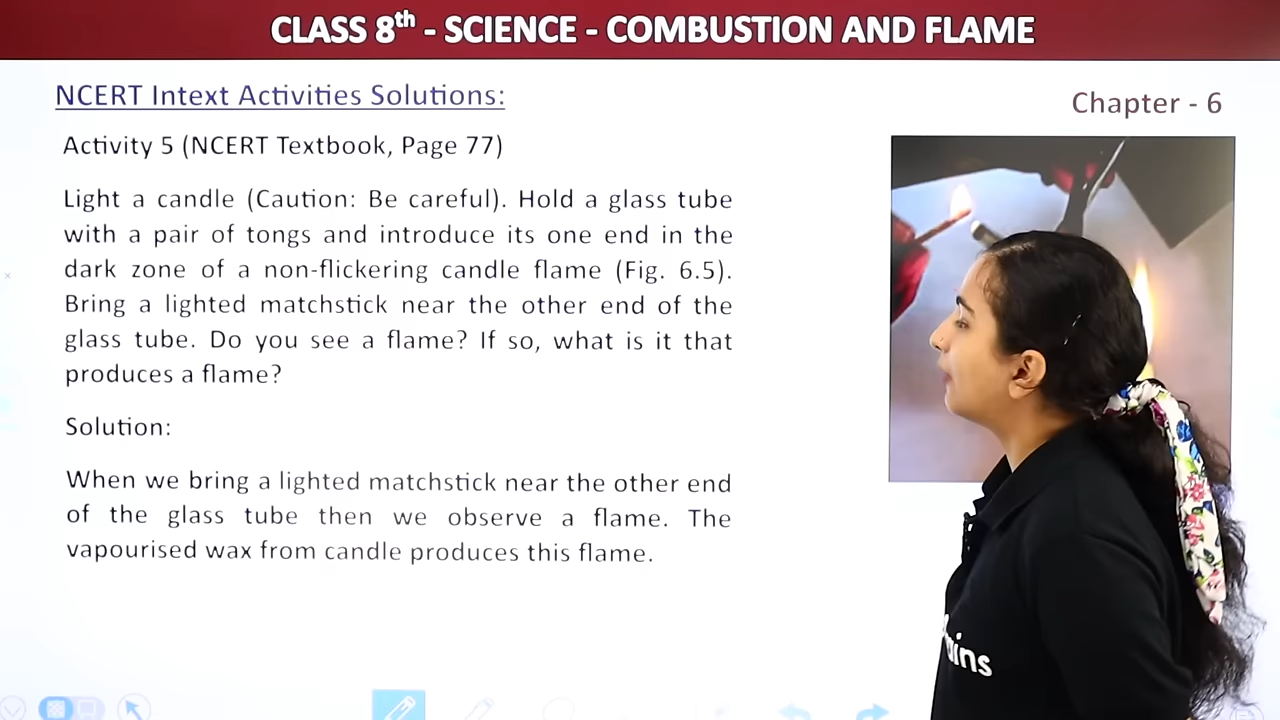 CLASS 8th - SCIENCE - COMBUSTION AND FLAME
NCERT Intext Activities Solutions:
Chapter - 6
Activity 5 (NCERT Textbook, Page 77)
Light a candle (Caution: Be careful). Hold a glass tube
with a pair of tongs and introduce its one end in the
dark zone of a non-flickering candle flame (Fig. 6.5).
Bring a lighted matchstick near the other end of the
glass tube. Do you see a flame? If so, what is it that
produces a flame?
Solution:
When we bring a lighted matchstick near the other end
of the glass tube then we observe a flame. The
vapourised wax from candle produces this flame.